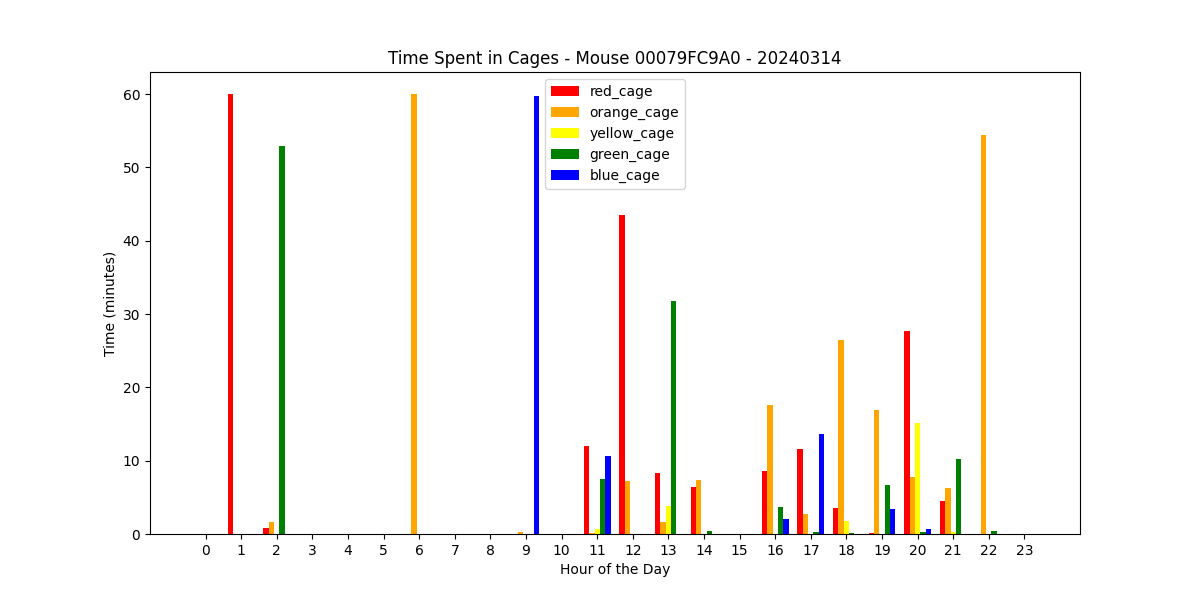 Time Spent in Cages - Mouse 00079FC9A0 - 20240314
red_cage
orange_cage
yellow_cage
green_cage
blue_cage
60
50
40
30
20
10
0
Time (minutes)
0 1 2 3 4 5 6 7 8 9 10 11 12 13 14 15 16 17 18 19 20 21 22 23
Hour of the Day